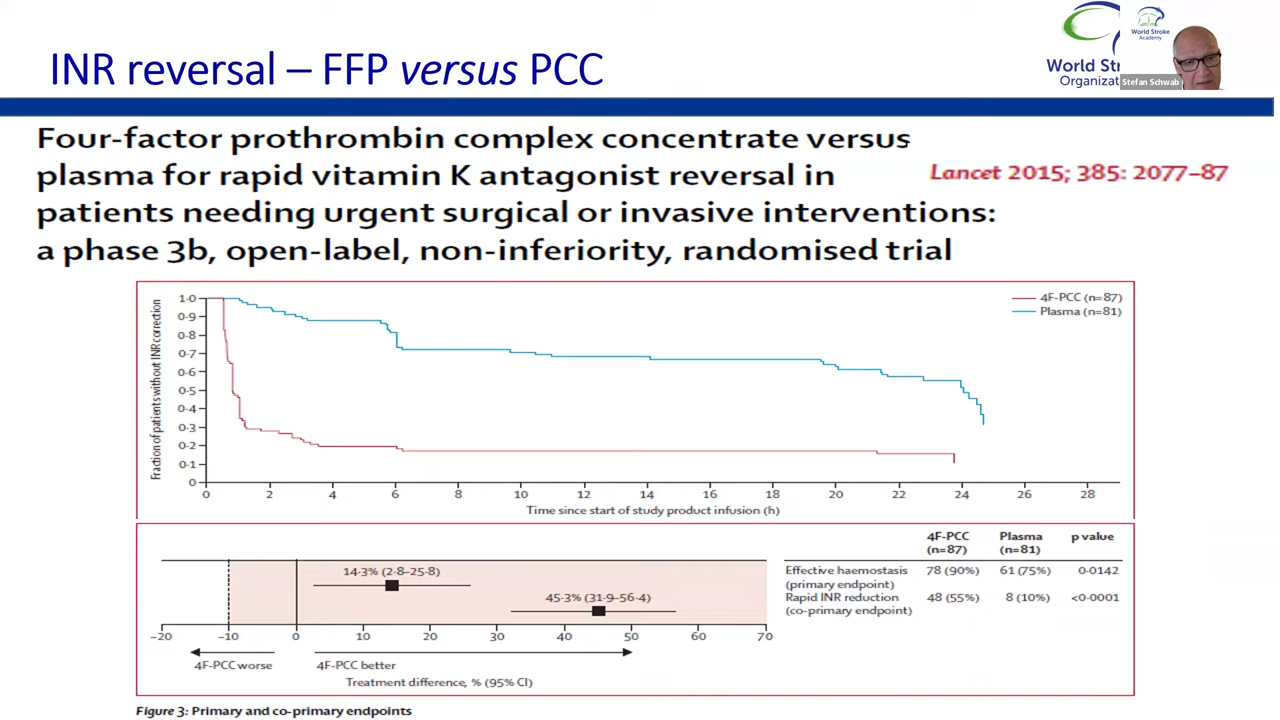 INR reversal – FFP versus PCC
World Stroke
Academy
World Str
Organizat
Stefan Schwab
Four-factor prothrombin complex concentrate versus
plasma for rapid vitamin K antagonist reversal in
patients needing urgent surgical or invasive interventions:
a phase 3b, open-label, non-inferiority, randomised trial
Lancet 2015; 385: 2077–87
Fraction of patients without INR correction
1·0
0·9
0·8
0·7
0·6
0·5
0·4
0·3
0·2
0·1
0
4F-PCC (n=87)
Plasma (n=81)
0 2 4 6 8 10 12 14 16 18 20 22 24 26 28
Time since start of study product infusion (h)
14·3% (2·8–25·8)
45·3% (31·9–56·4)
–20 –10 0 10 20 30 40 50 60 70
4F-PCC worse 4F-PCC better
Treatment difference, % (95% CI)
4F-PCC Plasma p value
(n=87) (n=81)
Effective haemostasis 78 (90%) 61 (75%) 0·0142
(primary endpoint)
Rapid INR reduction 48 (55%) 8 (10%) <0·0001
(co-primary endpoint)
Figure 3: Primary and co-primary endpoints